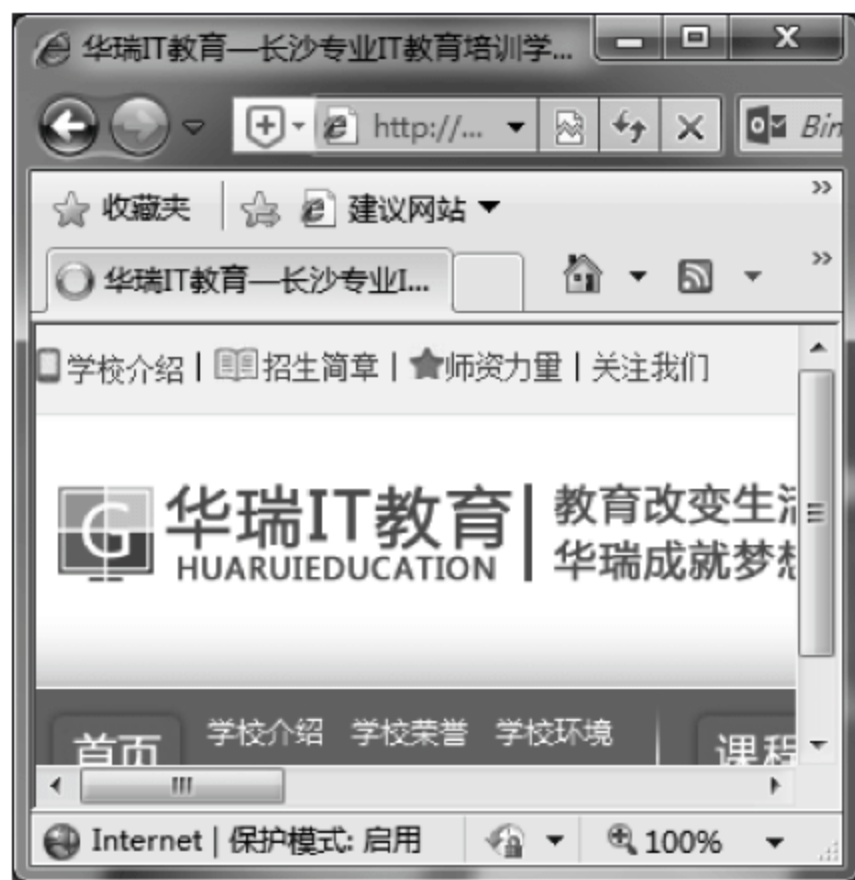 华瑞IT教育—长沙专业IT教育培训学...
http://... Bin
收藏夹 建议网站
华瑞IT教育—长沙专业I...
学校介绍 | 招生简章 | 师资力量 | 关注我们
G 华瑞IT教育 | 教育改变生活
HUARUIEDUCATION 华瑞成就梦想
首页 学校介绍 学校荣誉 学校环境 课程
Internet | 保护模式: 启用 100%